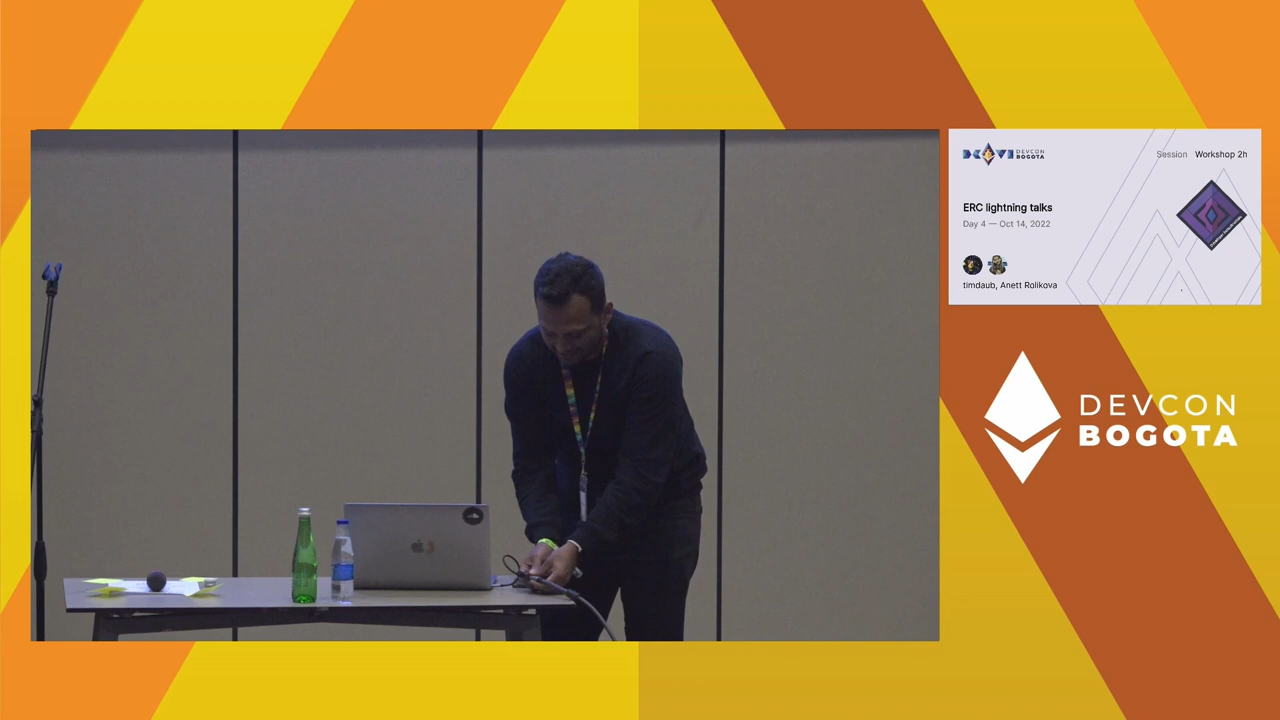 DEVCON
BOGOTA
Session Workshop 2h
ERC lightning talks
Day 4 — Oct 14, 2022
timdaub, Anett Rolikova
DEVCON
BOGOTA